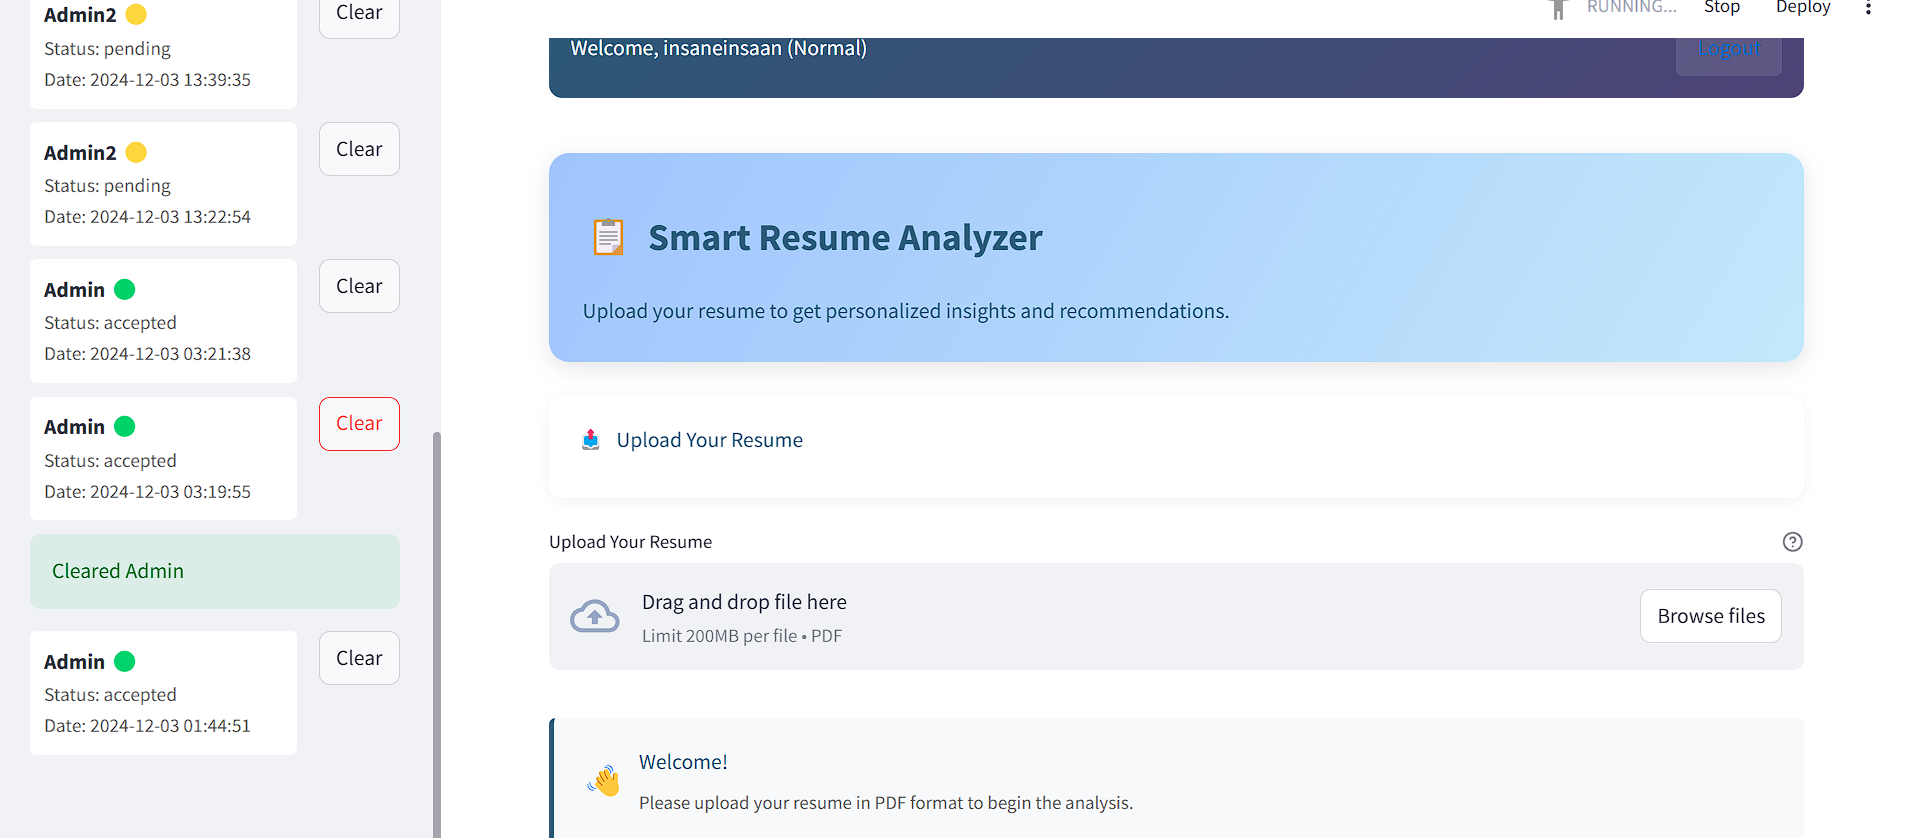 Admin2
Clear
Status: pending
Date: 2024-12-03 13:39:35
Admin2
Clear
Status: pending
Date: 2024-12-03 13:22:54
Admin
Clear
Status: accepted
Date: 2024-12-03 03:21:38
Admin
Clear
Status: accepted
Date: 2024-12-03 03:19:55
Cleared Admin
Admin
Clear
Status: accepted
Date: 2024-12-03 01:44:51
RUNNING...
Stop
Deploy
Welcome, insaneinsaan (Normal)
Logout
Smart Resume Analyzer
Upload your resume to get personalized insights and recommendations.
Upload Your Resume
Upload Your Resume
Drag and drop file here
Limit 200MB per file • PDF
Browse files
Welcome!
Please upload your resume in PDF format to begin the analysis.